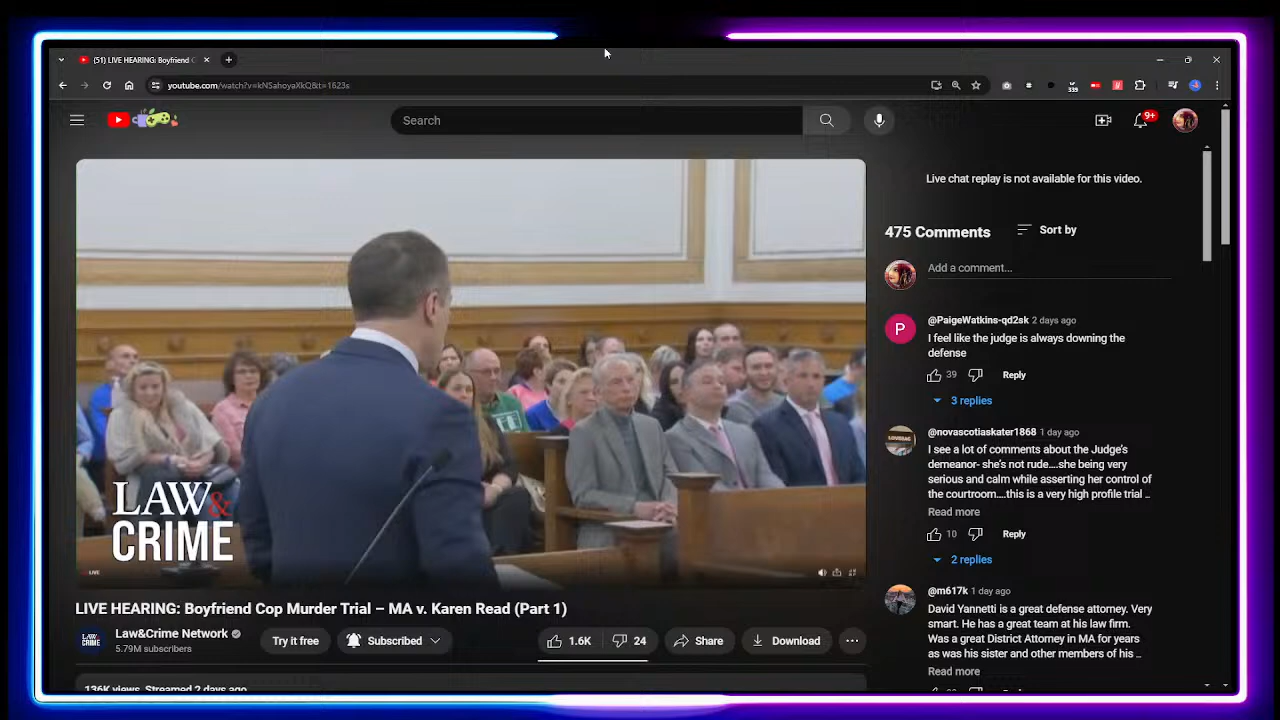 (51) LIVE HEARING: Boyfriend C
youtube.com/watch?v=kNSahoyaXkQ&t=1623s
335
Search
9+
Live chat replay is not available for this video.
475 Comments
Sort by
Add a comment...
P
@PaigeWatkins-qd2sk 2 days ago
I feel like the judge is always downing the
defense
39
Reply
3 replies
@novascotiaskater1868 1 day ago
I see a lot of comments about the Judge's
demeanor- she's not rude....she being very
serious and calm while asserting her control of
the courtroom....this is a very high profile trial ...
Read more
10
Reply
2 replies
@m617k 1 day ago
David Yannetti is a great defense attorney. Very
smart. He has a great team at his law firm.
Was a great District Attorney in MA for years
as was his sister and other members of his ...
Read more
LAW&
CRIME
LIVE
LIVE HEARING: Boyfriend Cop Murder Trial – MA v. Karen Read (Part 1)
LAW&
CRIME
Law&Crime Network
5.79M subscribers
Try it free
Subscribed
1.6K
24
Share
Download
136K views Streamed 2 days ago